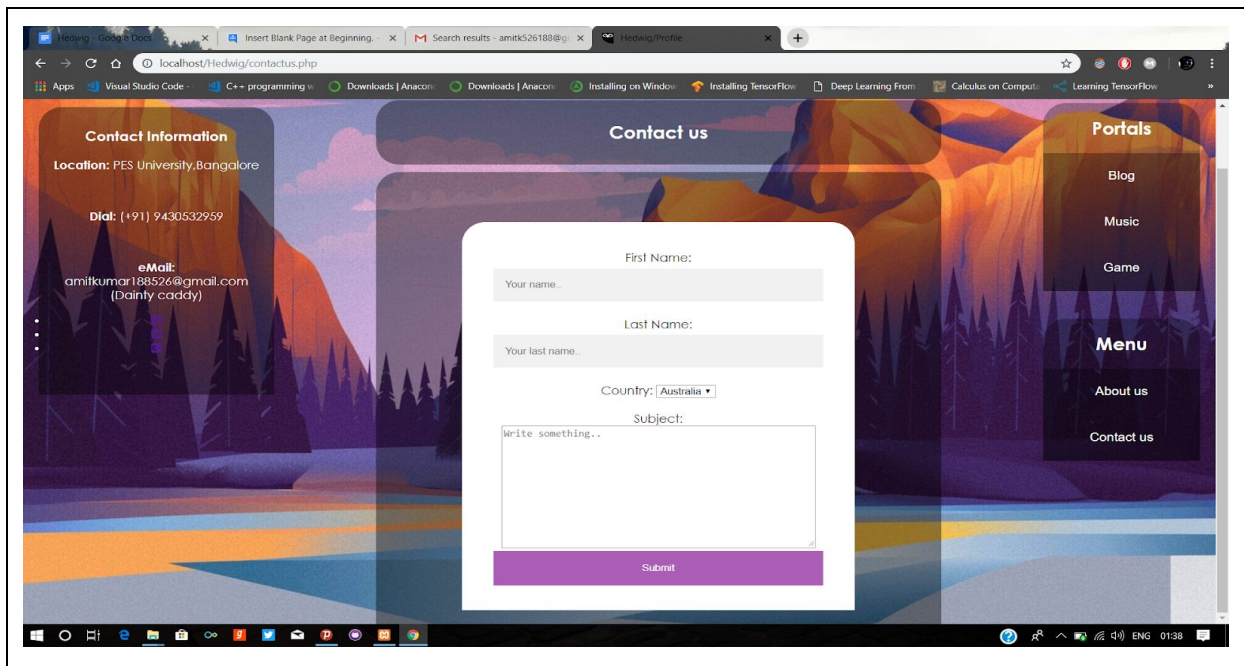 Hedwig - Google Docs
Insert Blank Page at Beginning. -
Search results - amitk526188@g
Hedwig/Profile
localhost/Hedwig/contactus.php
Apps
Visual Studio Code -
C++ programming w
Downloads | Anacon
Downloads | Anacon
Installing on Window
Installing TensorFlow
Deep Learning From
Calculus on Computa
Learning TensorFlow
»
Contact Information
Location: PES University,Bangalore
Dial: (+91) 9430532959
eMail:
amitkumar188526@gmail.com
(Dainty caddy)
Contact us
First Name:
Your name..
Last Name:
Your last name..
Country: Australia
Subject:
Write something..
Submit
Portals
Blog
Music
Game
Menu
About us
Contact us
ENG 01:38